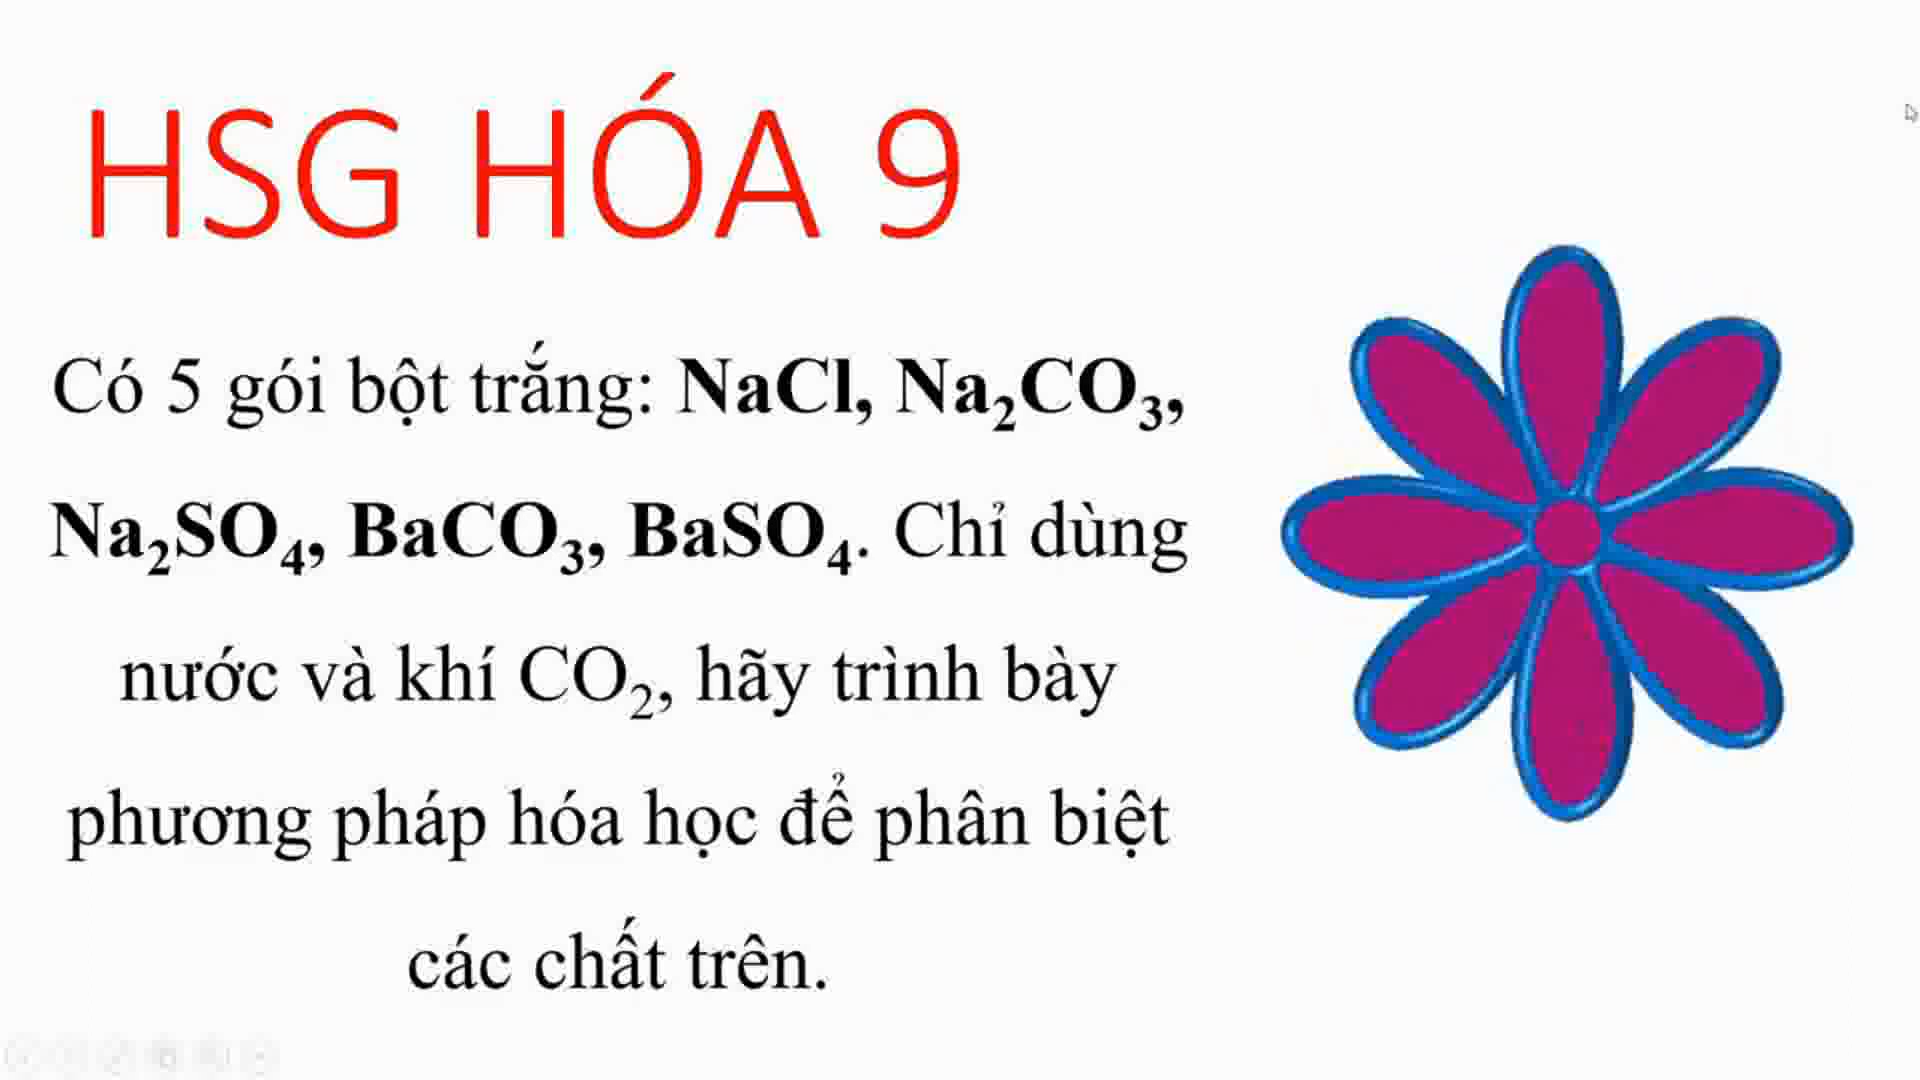 HSG HÓA 9
Có 5 gói bột trắng: NaCl, Na₂CO₃,
Na₂SO₄, BaCO₃, BaSO₄. Chỉ dùng
nước và khí CO₂, hãy trình bày
phương pháp hóa học để phân biệt
các chất trên.